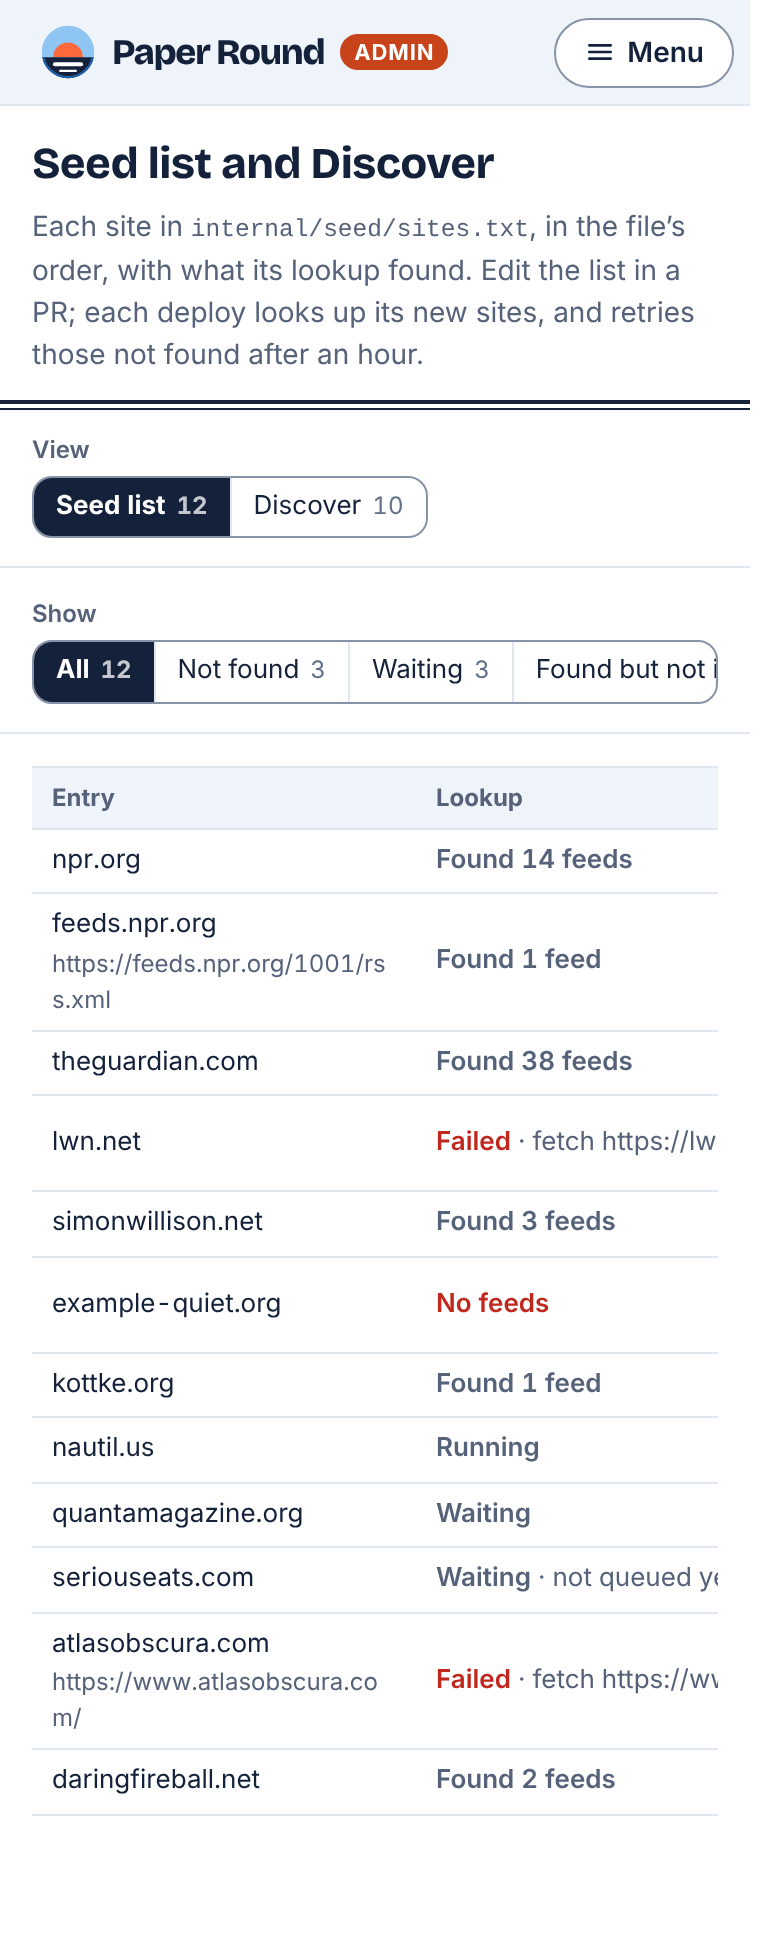 Paper Round ADMIN Menu
Seed list and Discover
Each site in internal/seed/sites.txt, in the file’s
order, with what its lookup found. Edit the list in a
PR; each deploy looks up its new sites, and retries
those not found after an hour.
View
Seed list 12 Discover 10
Show
All 12 Not found 3 Waiting 3 Found but not
Entry Lookup
npr.org Found 14 feeds
feeds.npr.org
https://feeds.npr.org/1001/rs
s.xml
Found 1 feed
theguardian.com Found 38 feeds
lwn.net Failed · fetch https://lw
simonwillison.net Found 3 feeds
example-quiet.org No feeds
kottke.org Found 1 feed
nautil.us Running
quantamagazine.org Waiting
seriouseats.com Waiting · not queued
atlasobscura.com
https://www.atlasobscura.co
m/
Failed · fetch https://w
daringfireball.net Found 2 feeds